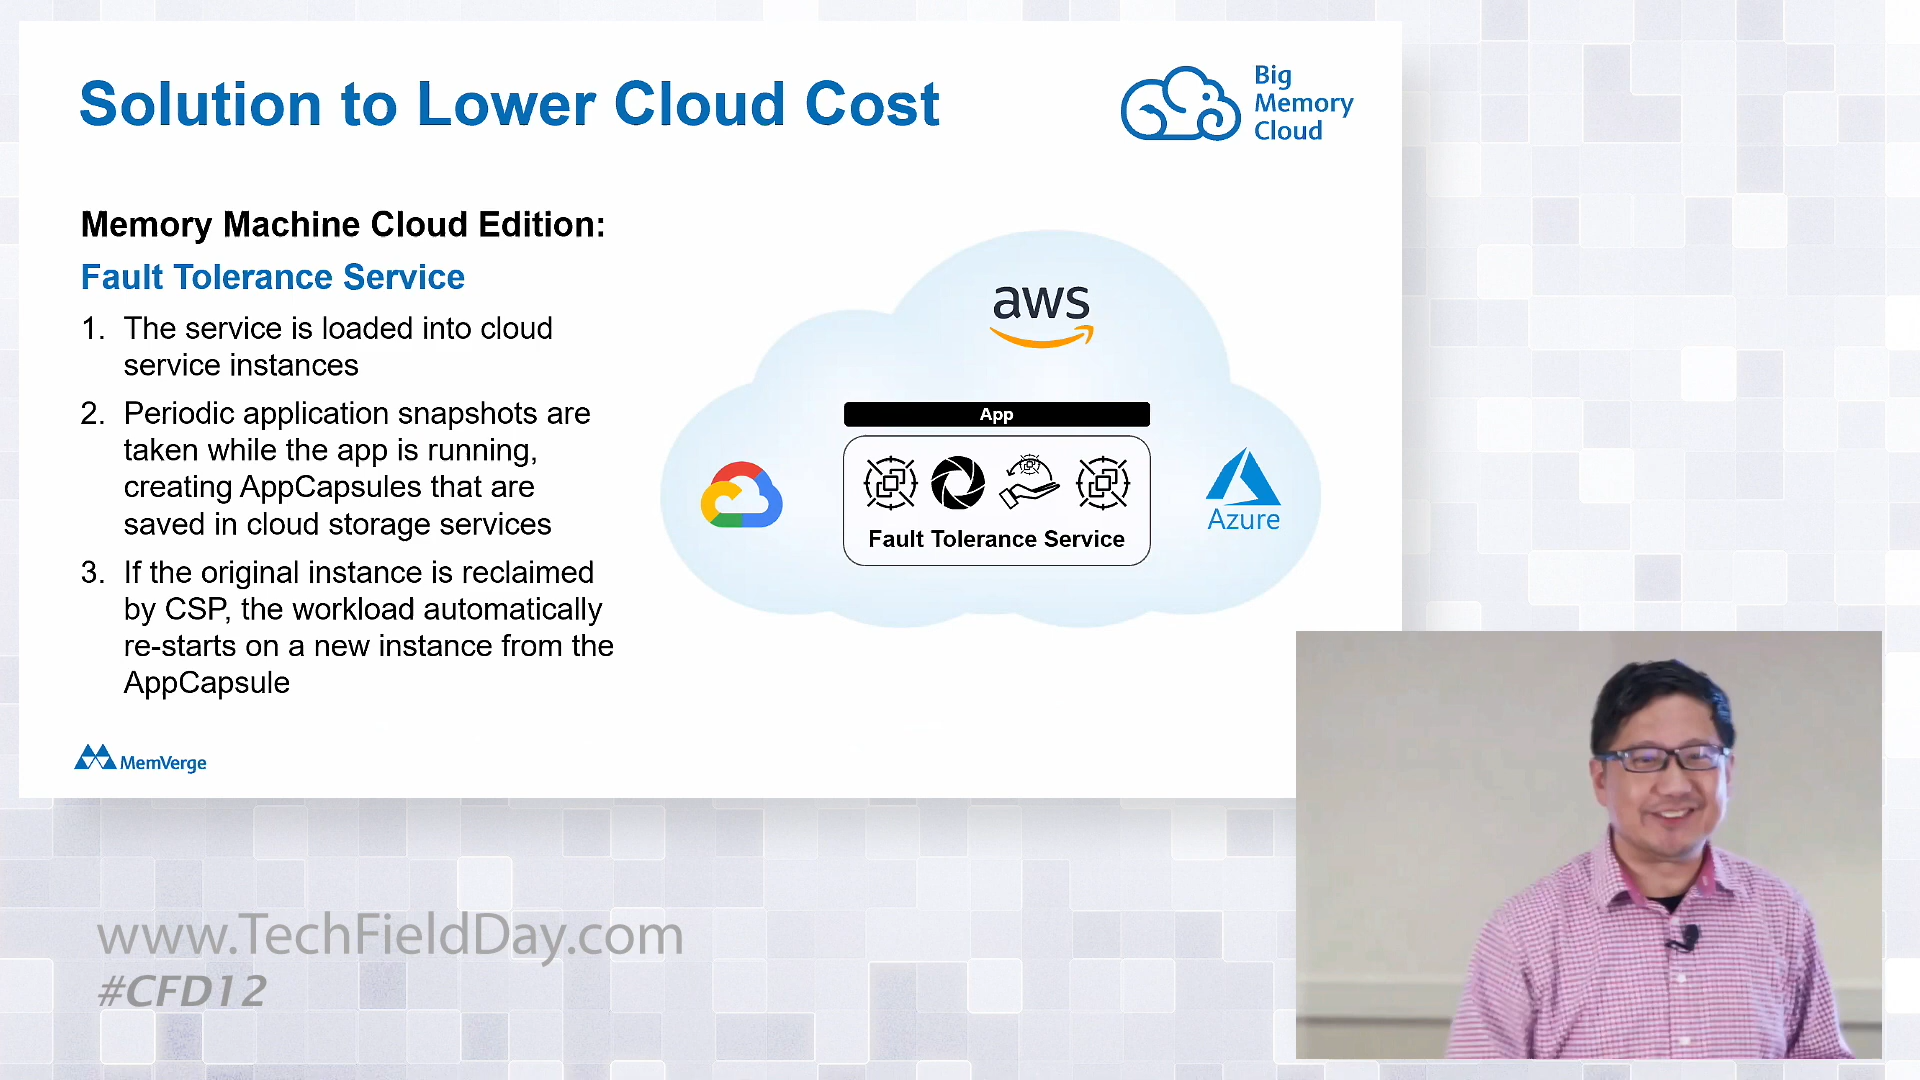 Solution to Lower Cloud Cost
Big
Memory
Cloud
Memory Machine Cloud Edition:
Fault Tolerance Service
1. The service is loaded into cloud
service instances
2. Periodic application snapshots are
taken while the app is running,
creating AppCapsules that are
saved in cloud storage services
3. If the original instance is reclaimed
by CSP, the workload automatically
re-starts on a new instance from the
AppCapsule
aws
App
Fault Tolerance Service
Azure
MemVerge
www.TechFieldDay.com
#CFD12